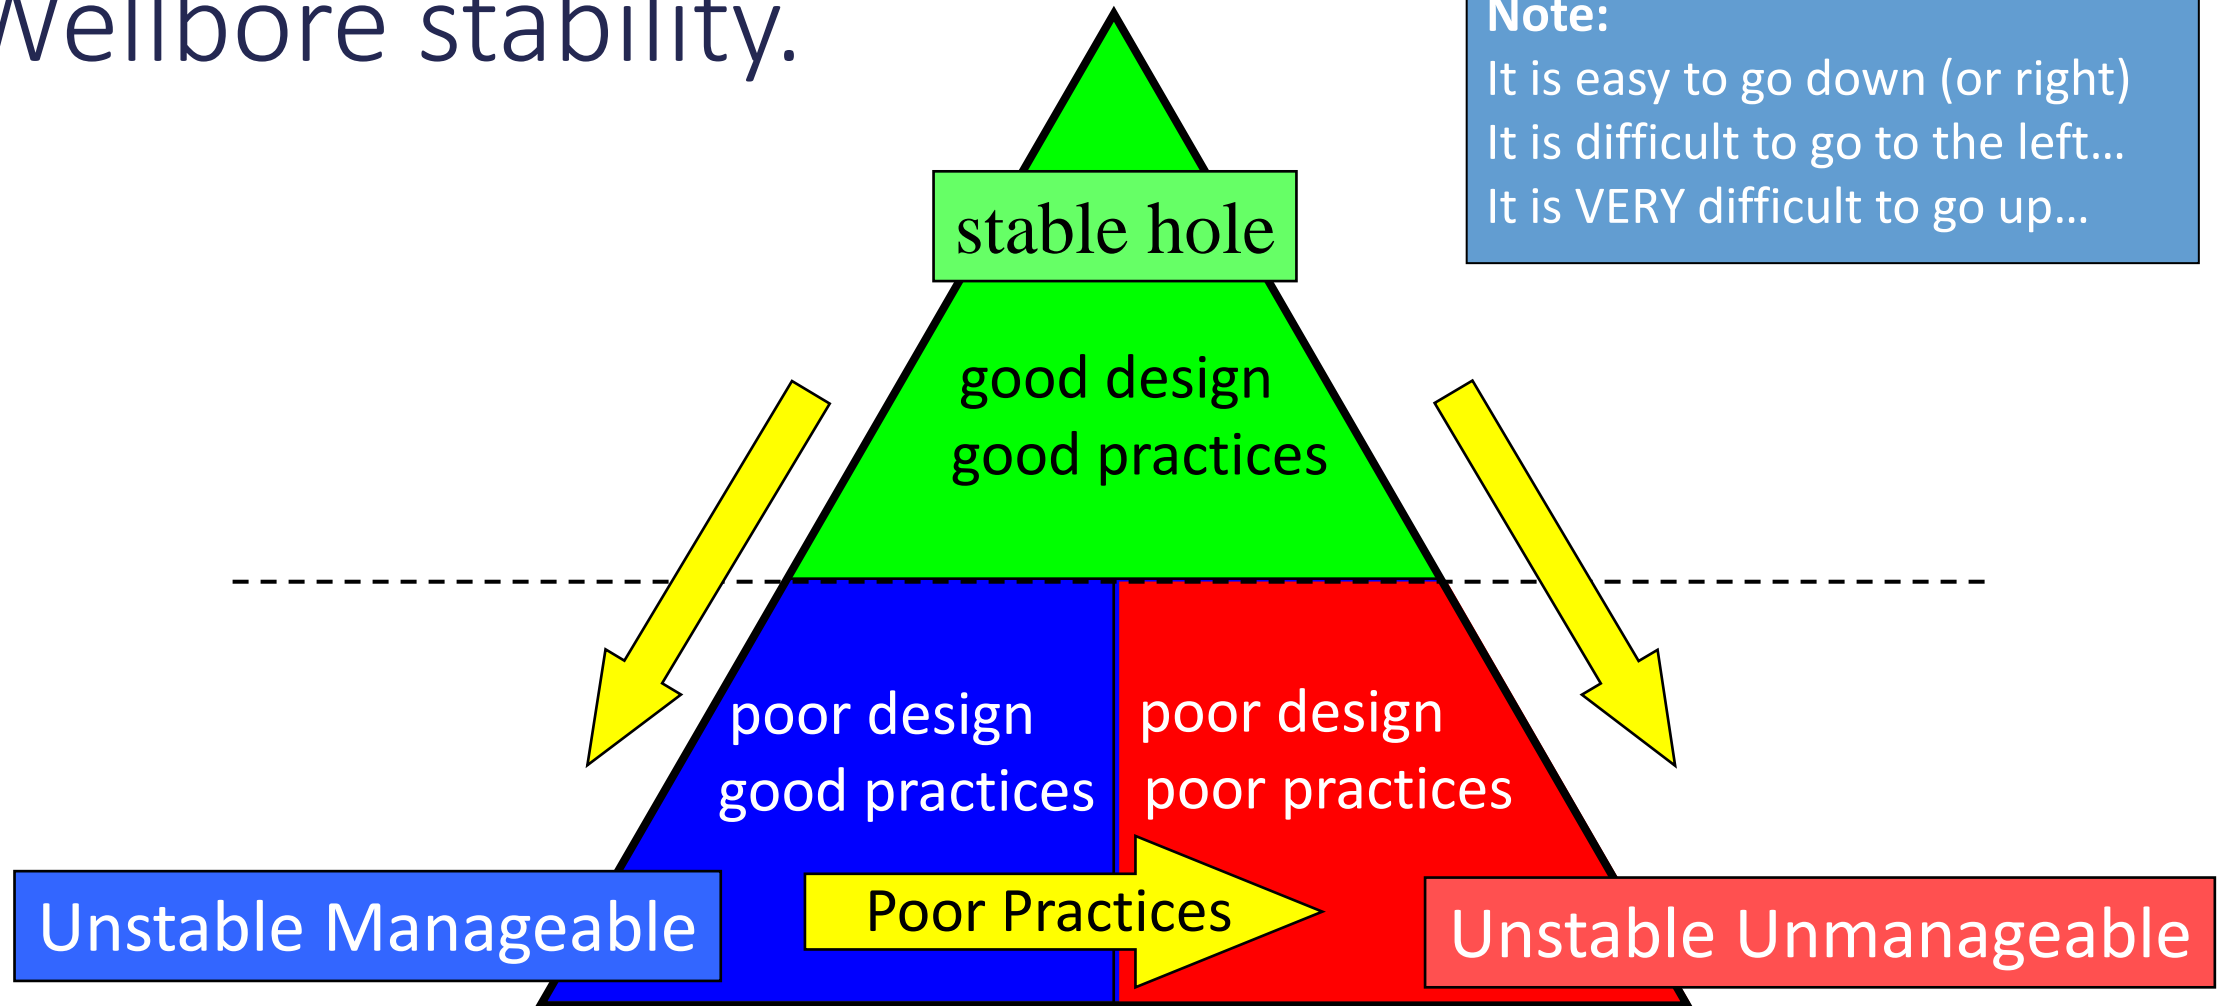 Wellbore stability.
Note:
It is easy to go down (or right)
It is difficult to go to the left...
It is VERY difficult to go up...
stable hole
good design
good practices
poor design
good practices
poor design
poor practices
Poor Practices
Unstable Manageable
Unstable Unmanageable